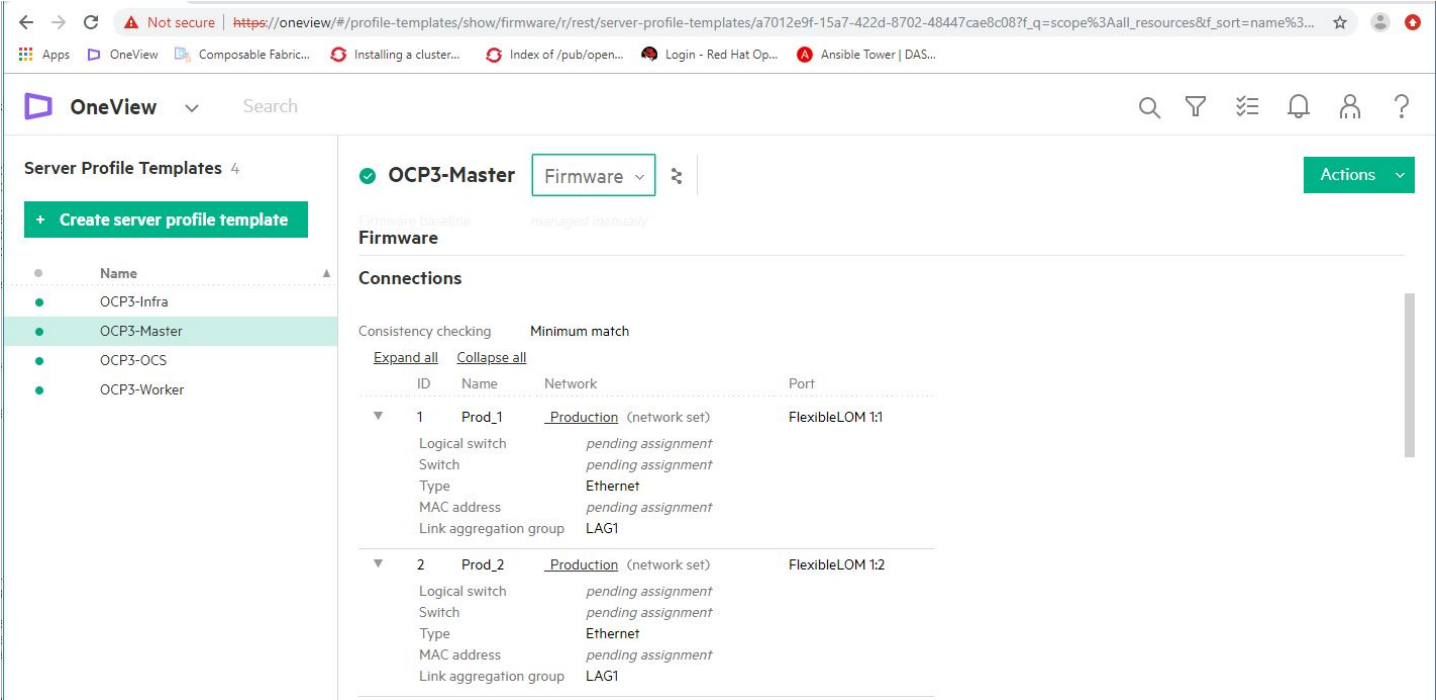 Not secure | https://oneview/#/profile-templates/show/firmware/r/rest/server-profile-templates/a7012e9f-15a7-422d-8702-48447cae8c08?f_q=scope%3Aall_resources&f_sort=name%3...
Apps OneView Composable Fabric... Installing a cluster... Index of /pub/open... Login - Red Hat Op... Ansible Tower | DAS...
OneView Search
Server Profile Templates 4
+ Create server profile template
Name
OCP3-Infra
OCP3-Master
OCP3-OCS
OCP3-Worker
OCP3-Master Firmware Actions
Firmware baseline managed manually
Firmware
Connections
Consistency checking Minimum match
Expand all Collapse all
ID Name Network Port
1 Prod_1 _Production (network set) FlexibleLOM 1:1
Logical switch pending assignment
Switch pending assignment
Type Ethernet
MAC address pending assignment
Link aggregation group LAG1
2 Prod_2 _Production (network set) FlexibleLOM 1:2
Logical switch pending assignment
Switch pending assignment
Type Ethernet
MAC address pending assignment
Link aggregation group LAG1